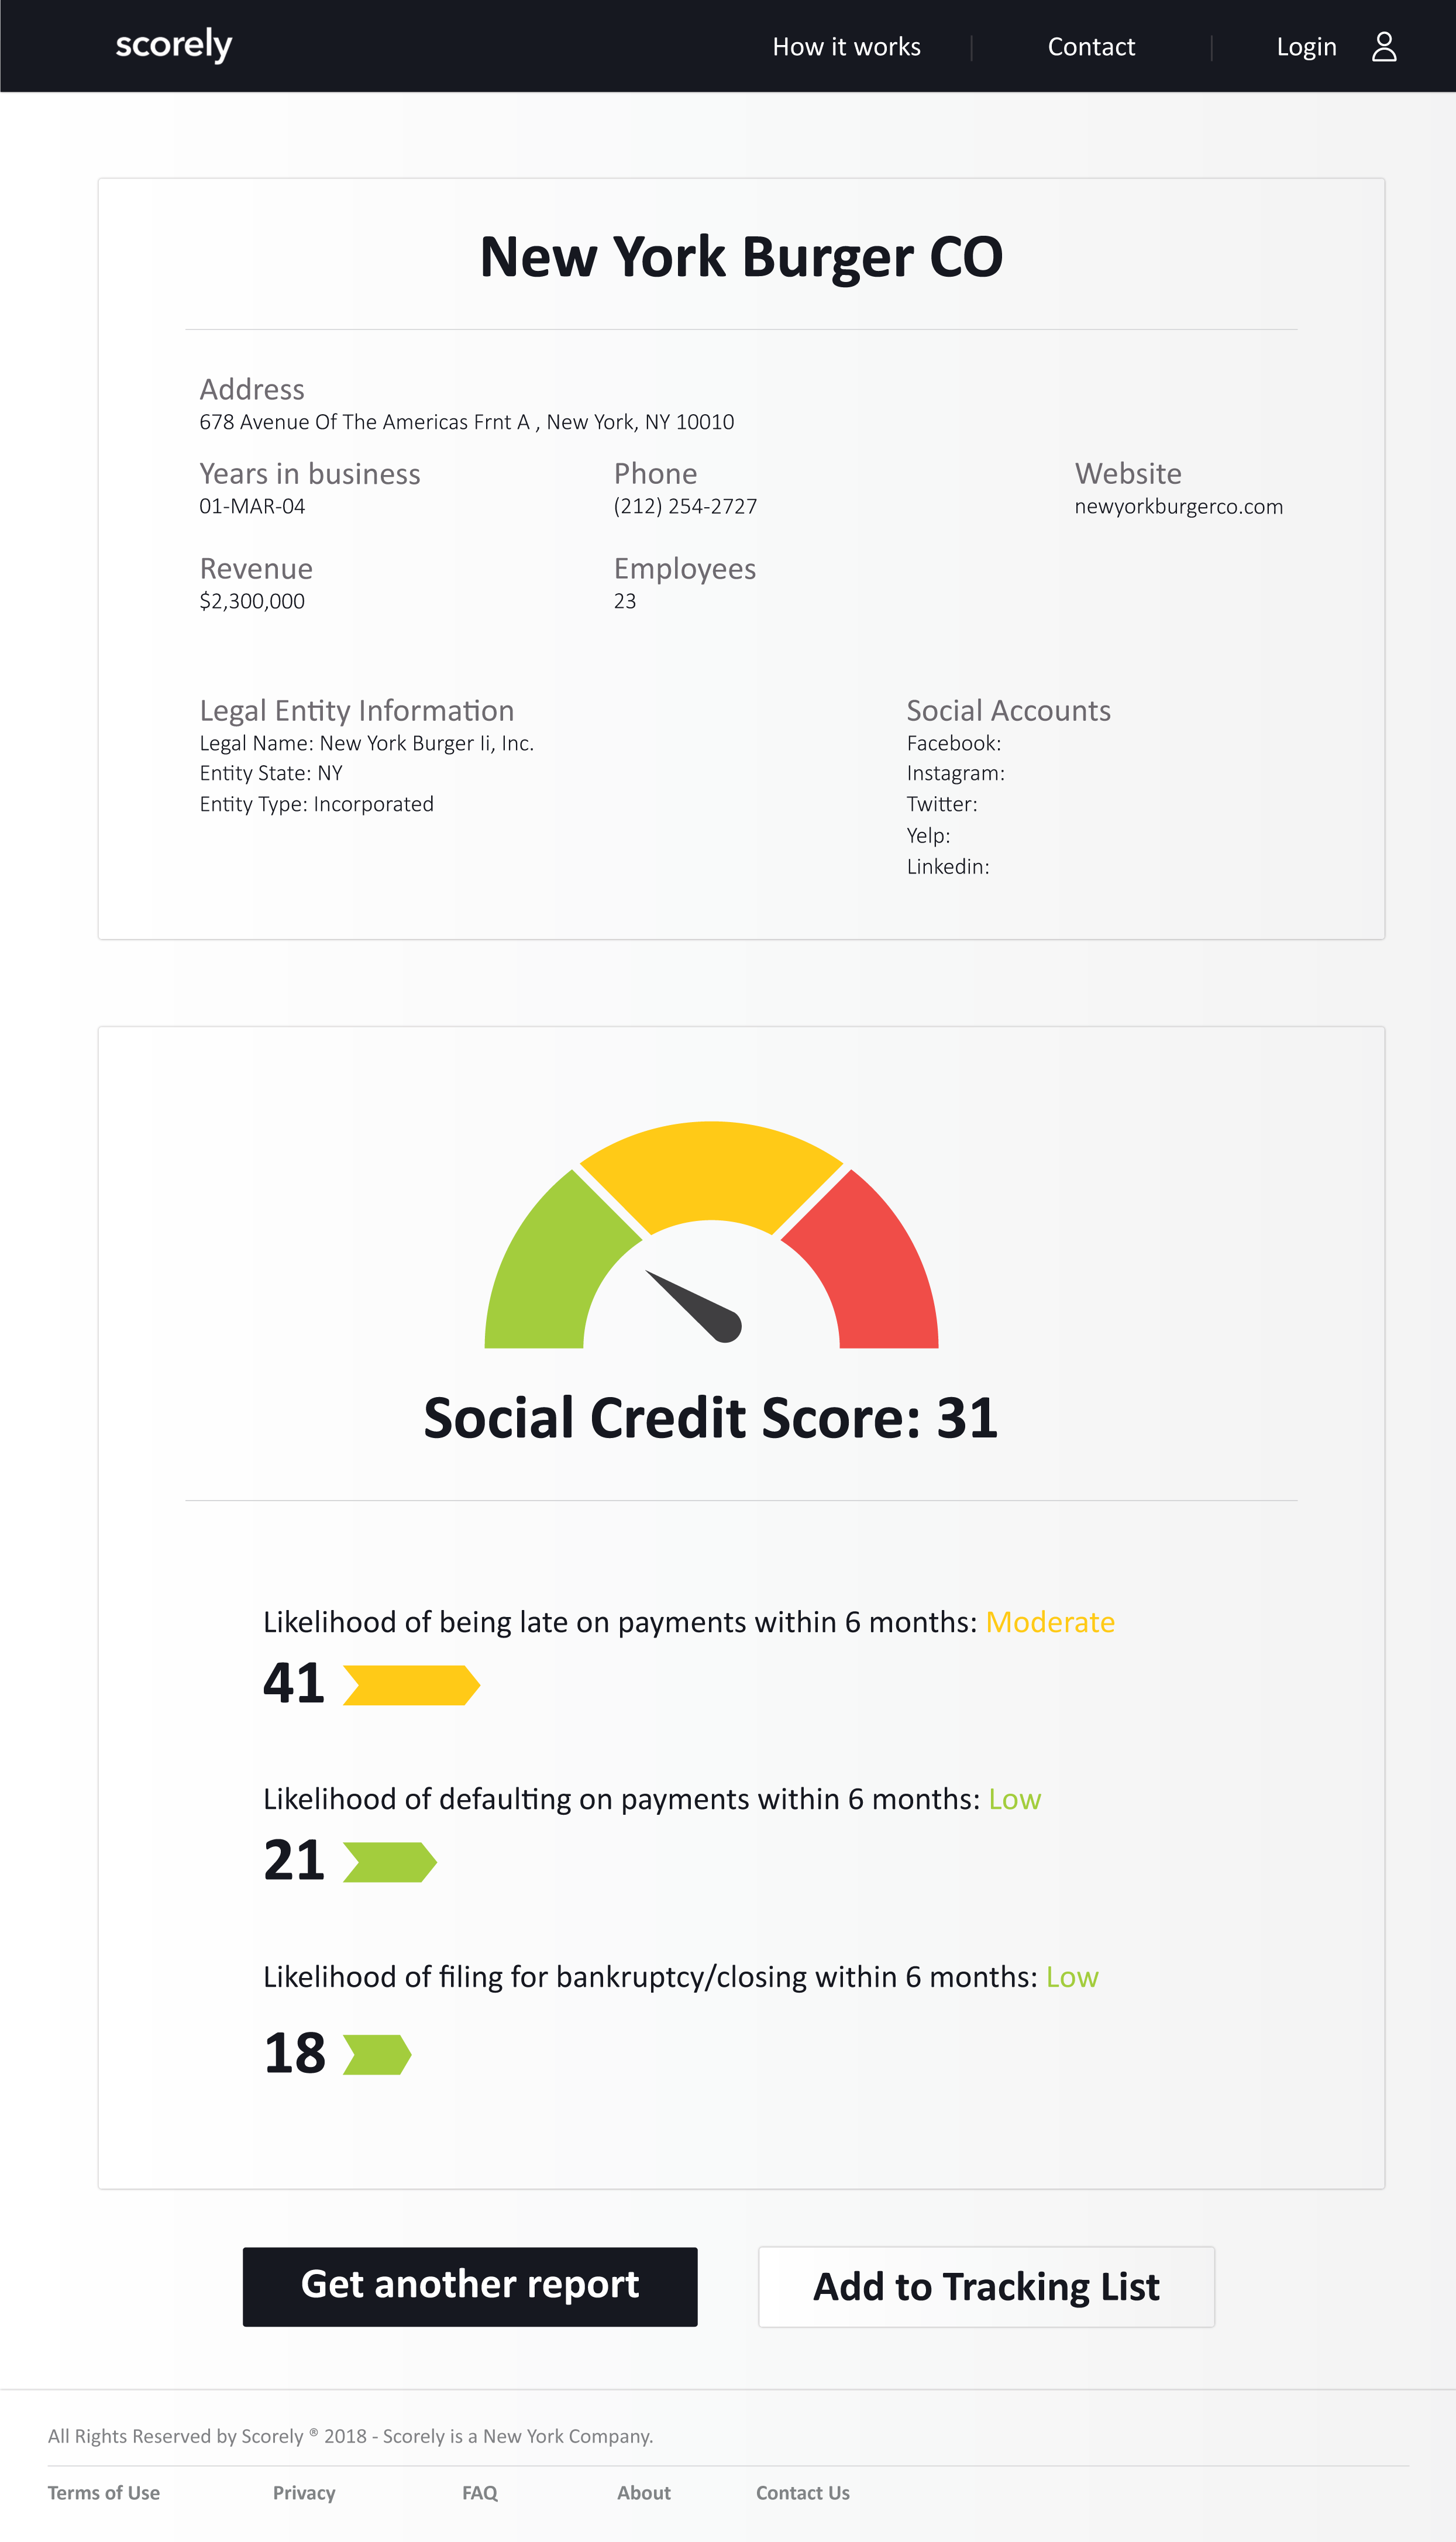 scorely
How it works | Contact | Login
New York Burger CO
Address
678 Avenue Of The Americas Frnt A , New York, NY 10010
Years in business Phone Website
01-MAR-04 (212) 254-2727 newyorkburgerco.com
Revenue Employees
$2,300,000 23
Legal Entity Information
Legal Name: New York Burger Ii, Inc.
Entity State: NY
Entity Type: Incorporated
Social Accounts
Facebook:
Instagram:
Twitter:
Yelp:
Linkedin:
Social Credit Score: 31
Likelihood of being late on payments within 6 months: Moderate
41
Likelihood of defaulting on payments within 6 months: Low
21
Likelihood of filing for bankruptcy/closing within 6 months: Low
18
Get another report
Add to Tracking List
All Rights Reserved by Scorely ® 2018 - Scorely is a New York Company.
Terms of Use Privacy FAQ About Contact Us